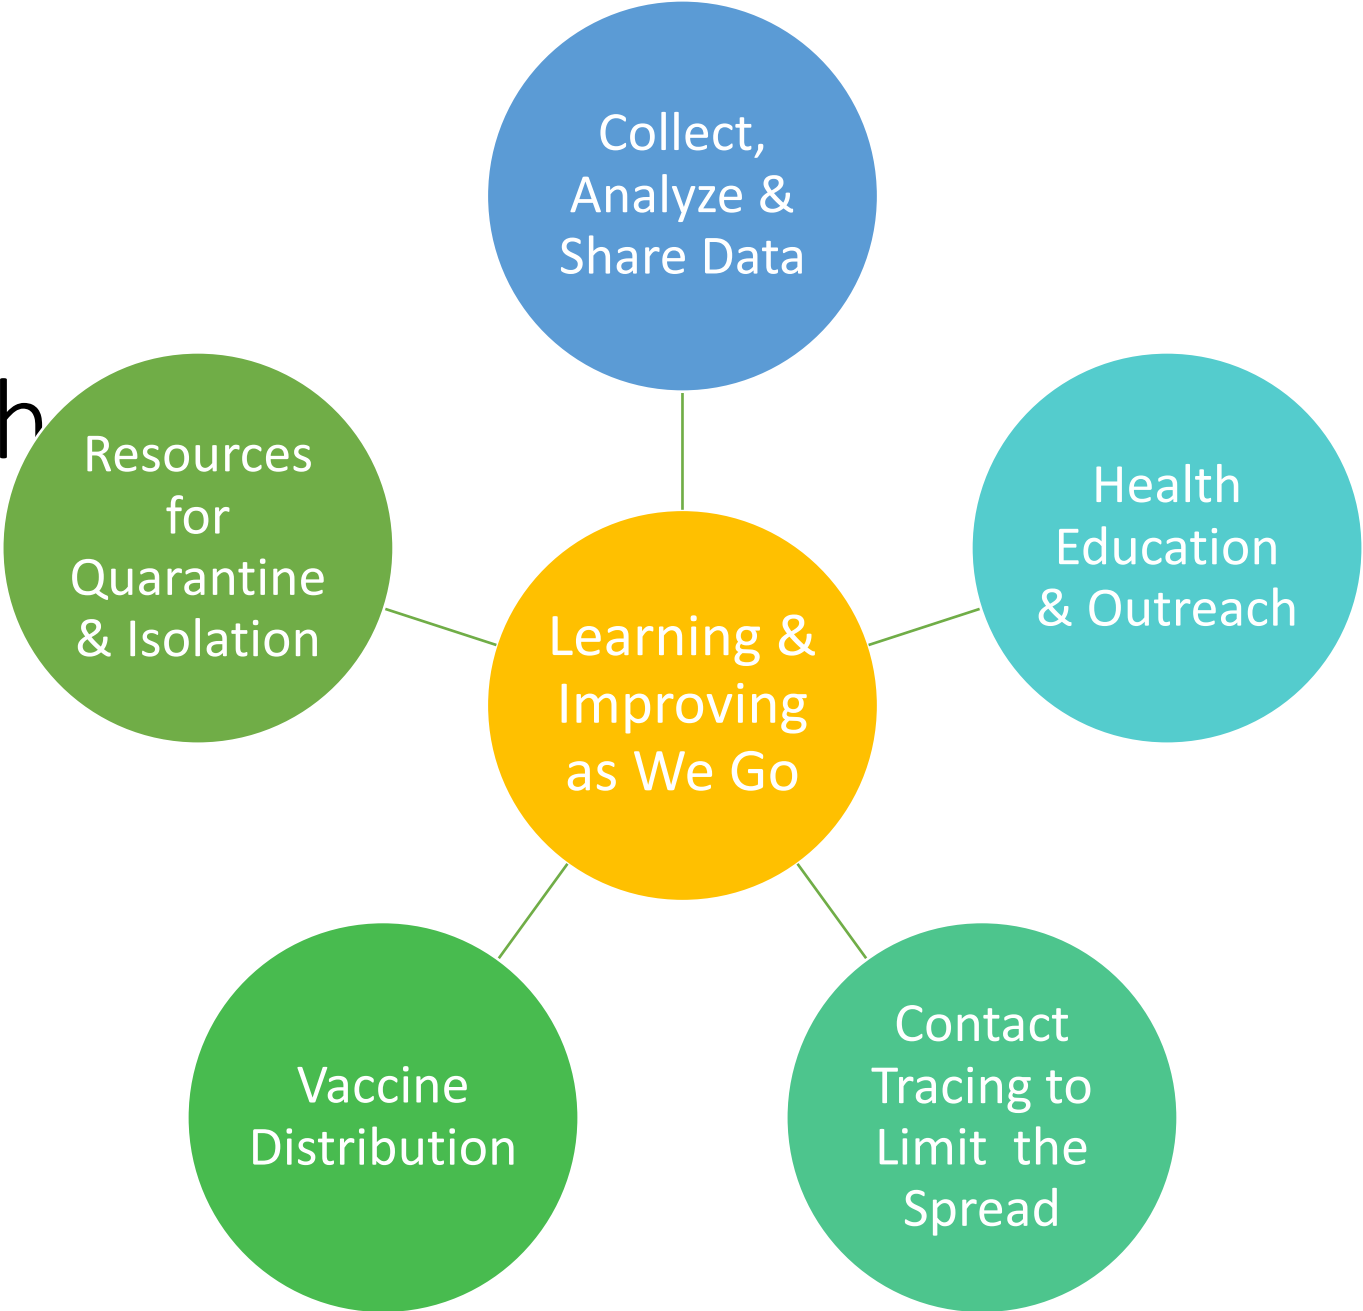 Collect,
Analyze &
Share Data
h
Resources
for
Quarantine
& Isolation
Health
Education
& Outreach
Learning &
Improving
as We Go
Vaccine
Distribution
Contact
Tracing to
Limit  the
Spread